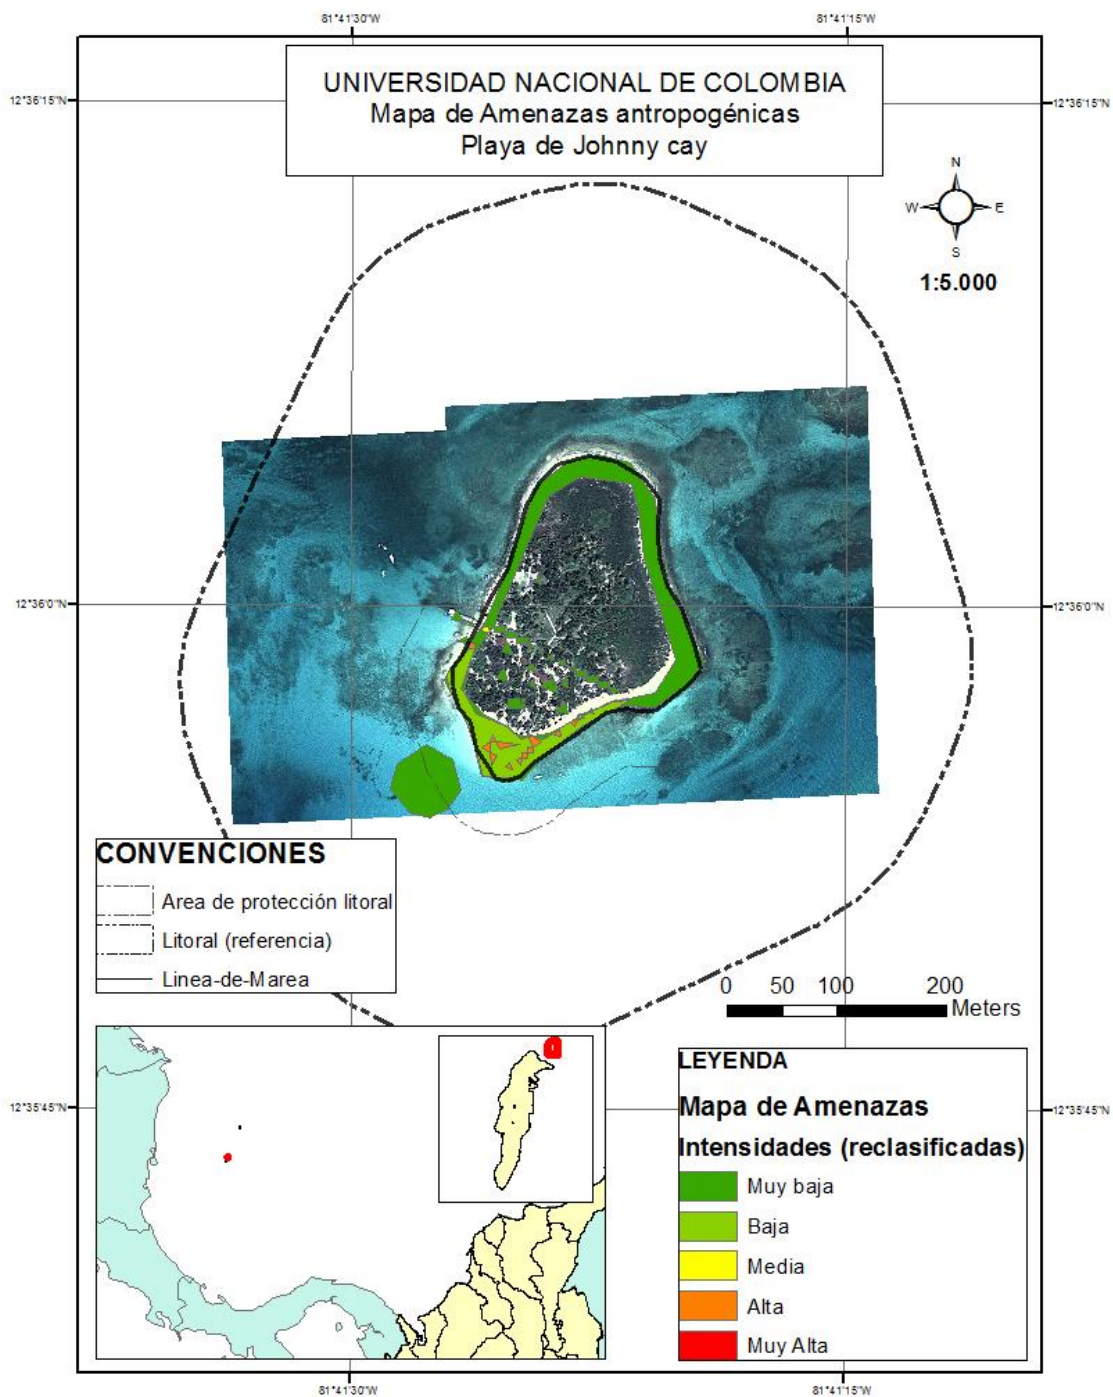 81°41'30"W
81°41'15"W
UNIVERSIDAD NACIONAL DE COLOMBIA
Mapa de Amenazas antropogénicas
Playa de Johnny cay
12°36'15"N
12°36'15"N
N
W
E
S
1:5.000
12°36'0"N
12°36'0"N
CONVENCIONES
Area de protección litoral
Litoral (referencia)
Linea-de-Marea
0 50 100 200
Meters
LEYENDA
Mapa de Amenazas
Intensidades (reclasificadas)
Muy baja
Baja
Media
Alta
Muy Alta
12°35'45"N
12°35'45"N
81°41'30"W
81°41'15"W